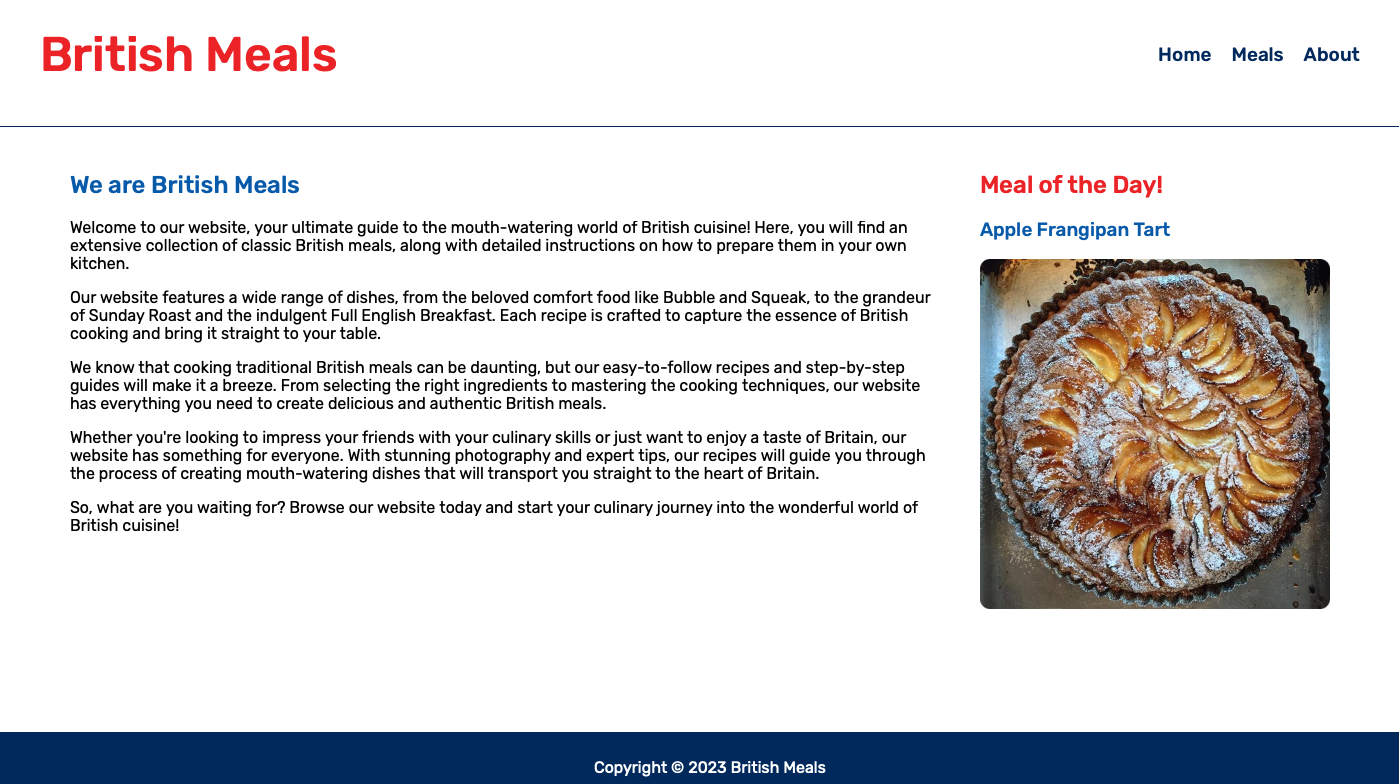 British Meals
Home Meals About
We are British Meals
Welcome to our website, your ultimate guide to the mouth-watering world of British cuisine! Here, you will find an
extensive collection of classic British meals, along with detailed instructions on how to prepare them in your own
kitchen.
Our website features a wide range of dishes, from the beloved comfort food like Bubble and Squeak, to the grandeur
of Sunday Roast and the indulgent Full English Breakfast. Each recipe is crafted to capture the essence of British
cooking and bring it straight to your table.
We know that cooking traditional British meals can be daunting, but our easy-to-follow recipes and step-by-step
guides will make it a breeze. From selecting the right ingredients to mastering the cooking techniques, our website
has everything you need to create delicious and authentic British meals.
Whether you're looking to impress your friends with your culinary skills or just want to enjoy a taste of Britain, our
website has something for everyone. With stunning photography and expert tips, our recipes will guide you through
the process of creating mouth-watering dishes that will transport you straight to the heart of Britain.
So, what are you waiting for? Browse our website today and start your culinary journey into the wonderful world of
British cuisine!
Meal of the Day!
Apple Frangipan Tart
Copyright © 2023 British Meals